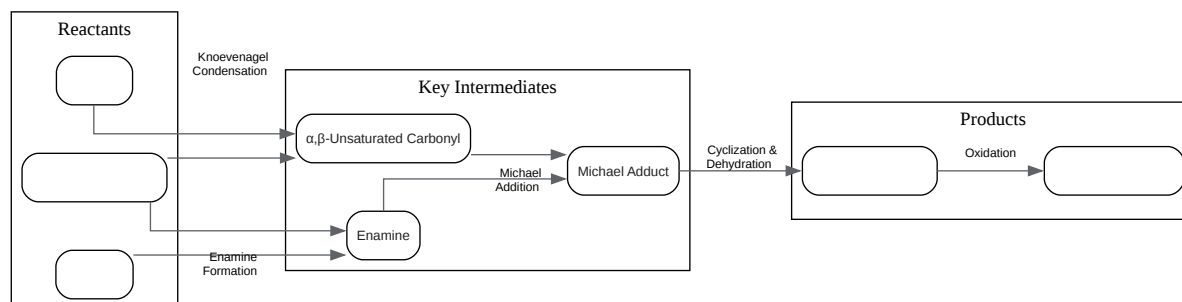 Reactants
Knoevenagel
Condensation
Key Intermediates
α,β-Unsaturated Carbonyl
Michael Adduct
Michael
Addition
Enamine
Enamine
Formation
Cyclization &
Dehydration
Products
Oxidation